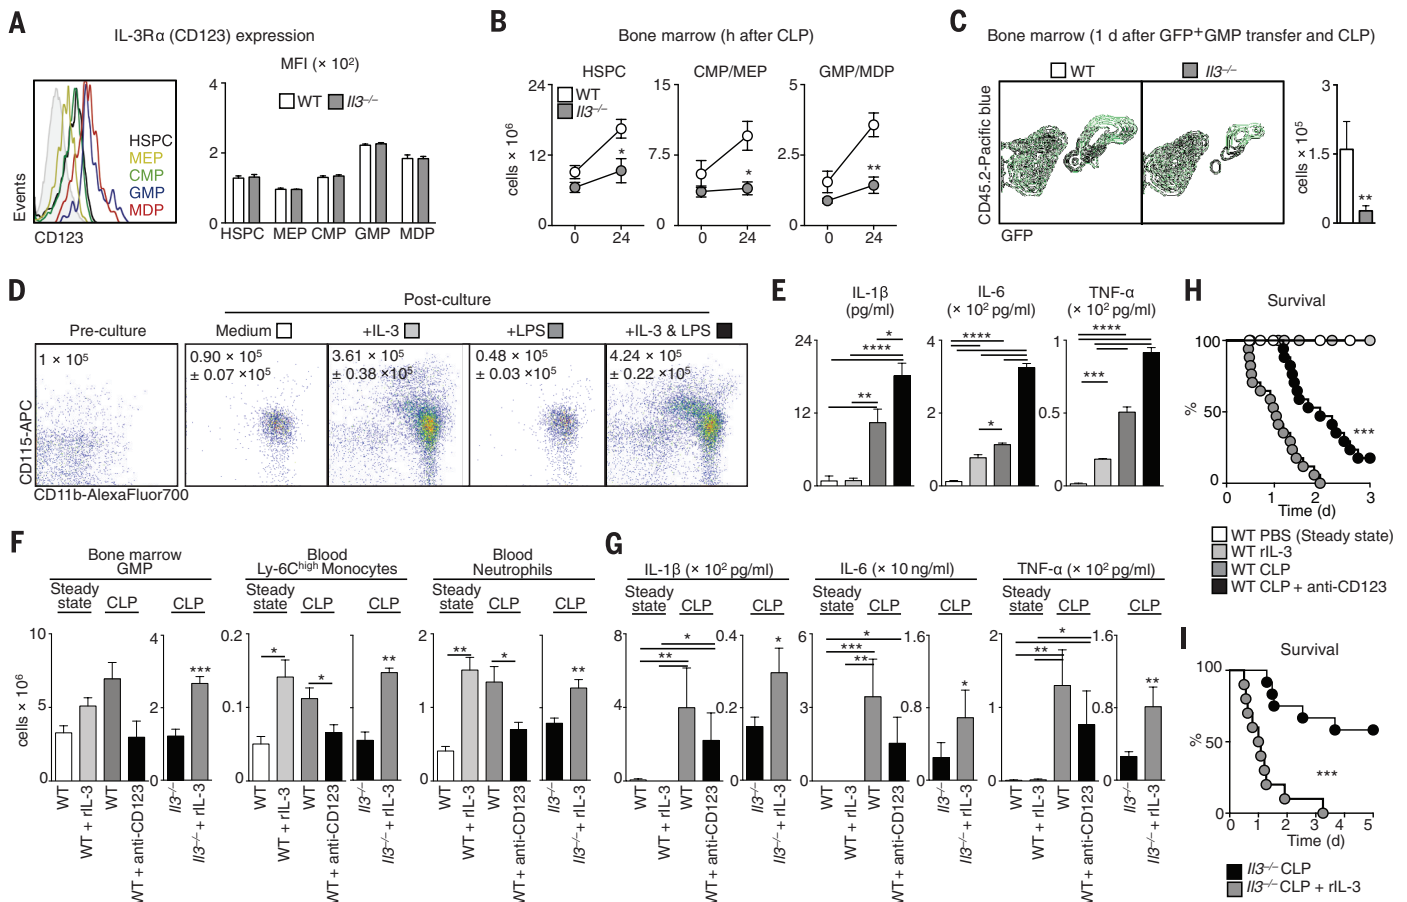 A
IL-3Rα (CD123) expression
MFI (× 10²)
HSPC
MEP
CMP
GMP
MDP
Events
CD123
WT
Il3–/–
4
2
0
HSPC MEP CMP GMP MDP
B
Bone marrow (h after CLP)
HSPC
CMP/MEP
GMP/MDP
WT
Il3–/–
cells × 10⁶
24
12
0
15
7.5
0
5
2.5
0
*
*
**
0 24
0 24
0 24
C
Bone marrow (1 d after GFP⁺GMP transfer and CLP)
WT
Il3–/–
CD45.2-Pacific blue
GFP
cells × 10⁵
3
1.5
0
**
D
Post-culture
Pre-culture
Medium
+IL-3
+LPS
+IL-3 & LPS
1 × 10⁵
0.90 × 10⁵
± 0.07 ×10⁵
3.61 × 10⁵
± 0.38 ×10⁵
0.48 × 10⁵
± 0.03 ×10⁵
4.24 × 10⁵
± 0.22 ×10⁵
CD115-APC
CD11b-AlexaFluor700
E
IL-1β
(pg/ml)
IL-6
(× 10² pg/ml)
TNF-α
(× 10² pg/ml)
24
12
0
*
****
**
4
2
0
****
*
1
0.5
0
****
***
H
Survival
100
50
0
%
***
0 1 2 3
Time (d)
WT PBS (Steady state)
WT rIL-3
WT CLP
WT CLP + anti-CD123
F
Bone marrow
GMP
Blood
Ly-6Chigh Monocytes
Blood
Neutrophils
Steady
state
CLP
CLP
Steady
state
CLP
CLP
Steady
state
CLP
CLP
cells × 10⁶
10
5
0
4
2
0
***
0.2
0.1
0
*
*
**
2
1
0
**
*
**
WT
WT + rIL-3
WT
WT + anti-CD123
Il3–/–
Il3–/– + rIL-3
WT
WT + rIL-3
WT
WT + anti-CD123
Il3–/–
Il3–/– + rIL-3
WT
WT + rIL-3
WT
WT + anti-CD123
Il3–/–
Il3–/– + rIL-3
G
IL-1β (× 10² pg/ml)
IL-6 (× 10 ng/ml)
TNF-α (× 10² pg/ml)
Steady
state
CLP
CLP
Steady
state
CLP
CLP
Steady
state
CLP
CLP
8
4
0
*
**
0.4
0.2
0
*
6
3
0
*
***
**
1.6
0.8
0
*
2
1
0
*
**
1.6
0.8
0
**
WT
WT + rIL-3
WT
WT + anti-CD123
Il3–/–
Il3–/– + rIL-3
WT
WT + rIL-3
WT
WT + anti-CD123
Il3–/–
Il3–/– + rIL-3
WT
WT + rIL-3
WT
WT + anti-CD123
Il3–/–
Il3–/– + rIL-3
I
Survival
100
50
0
%
***
0 1 2 3 4 5
Time (d)
Il3–/– CLP
Il3–/– CLP + rIL-3